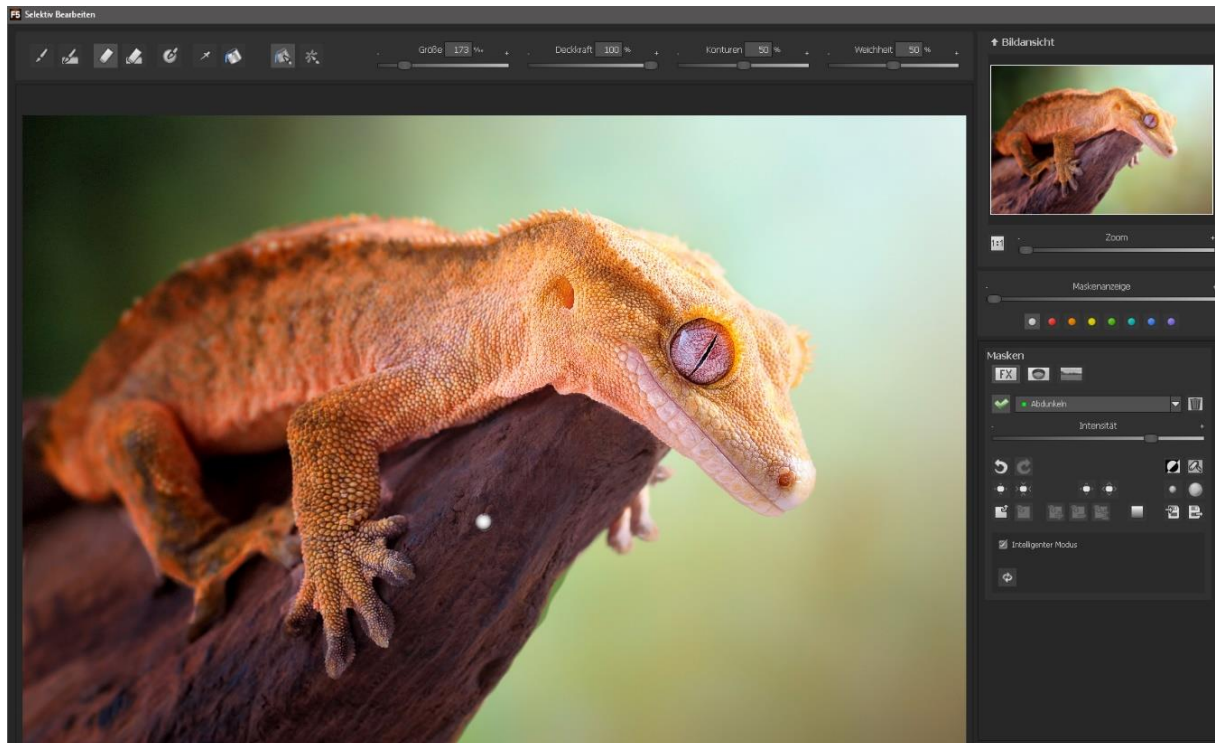 F5 Selektiv Bearbeiten
Größe 173 ‰
Deckkraft 100 %
Konturen 50 %
Weichheit 50 %
Bildansicht
1:1
Zoom
Maskenanzeige
Masken
FX
Abdunkeln
Intensität
Intelligenter Modus